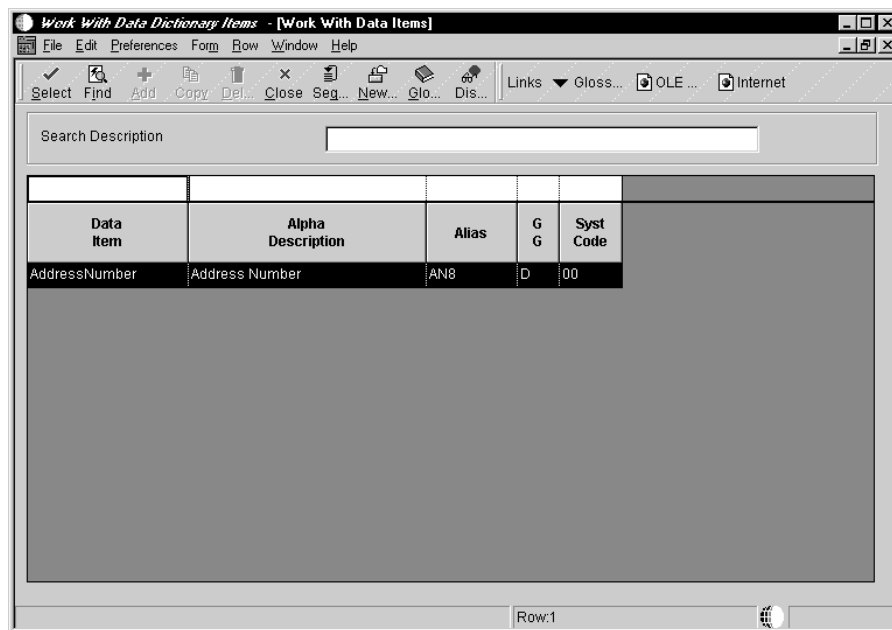 Work With Data Dictionary Items - [Work With Data Items]
File Edit Preferences Form Row Window Help
Select Find Add Copy Del... Close Seq... New... Glo... Dis... Links Gloss... OLE ... Internet
Search Description
Data Item Alpha Description Alias G G Syst Code
AddressNumber Address Number AN8 D 00
Row:1